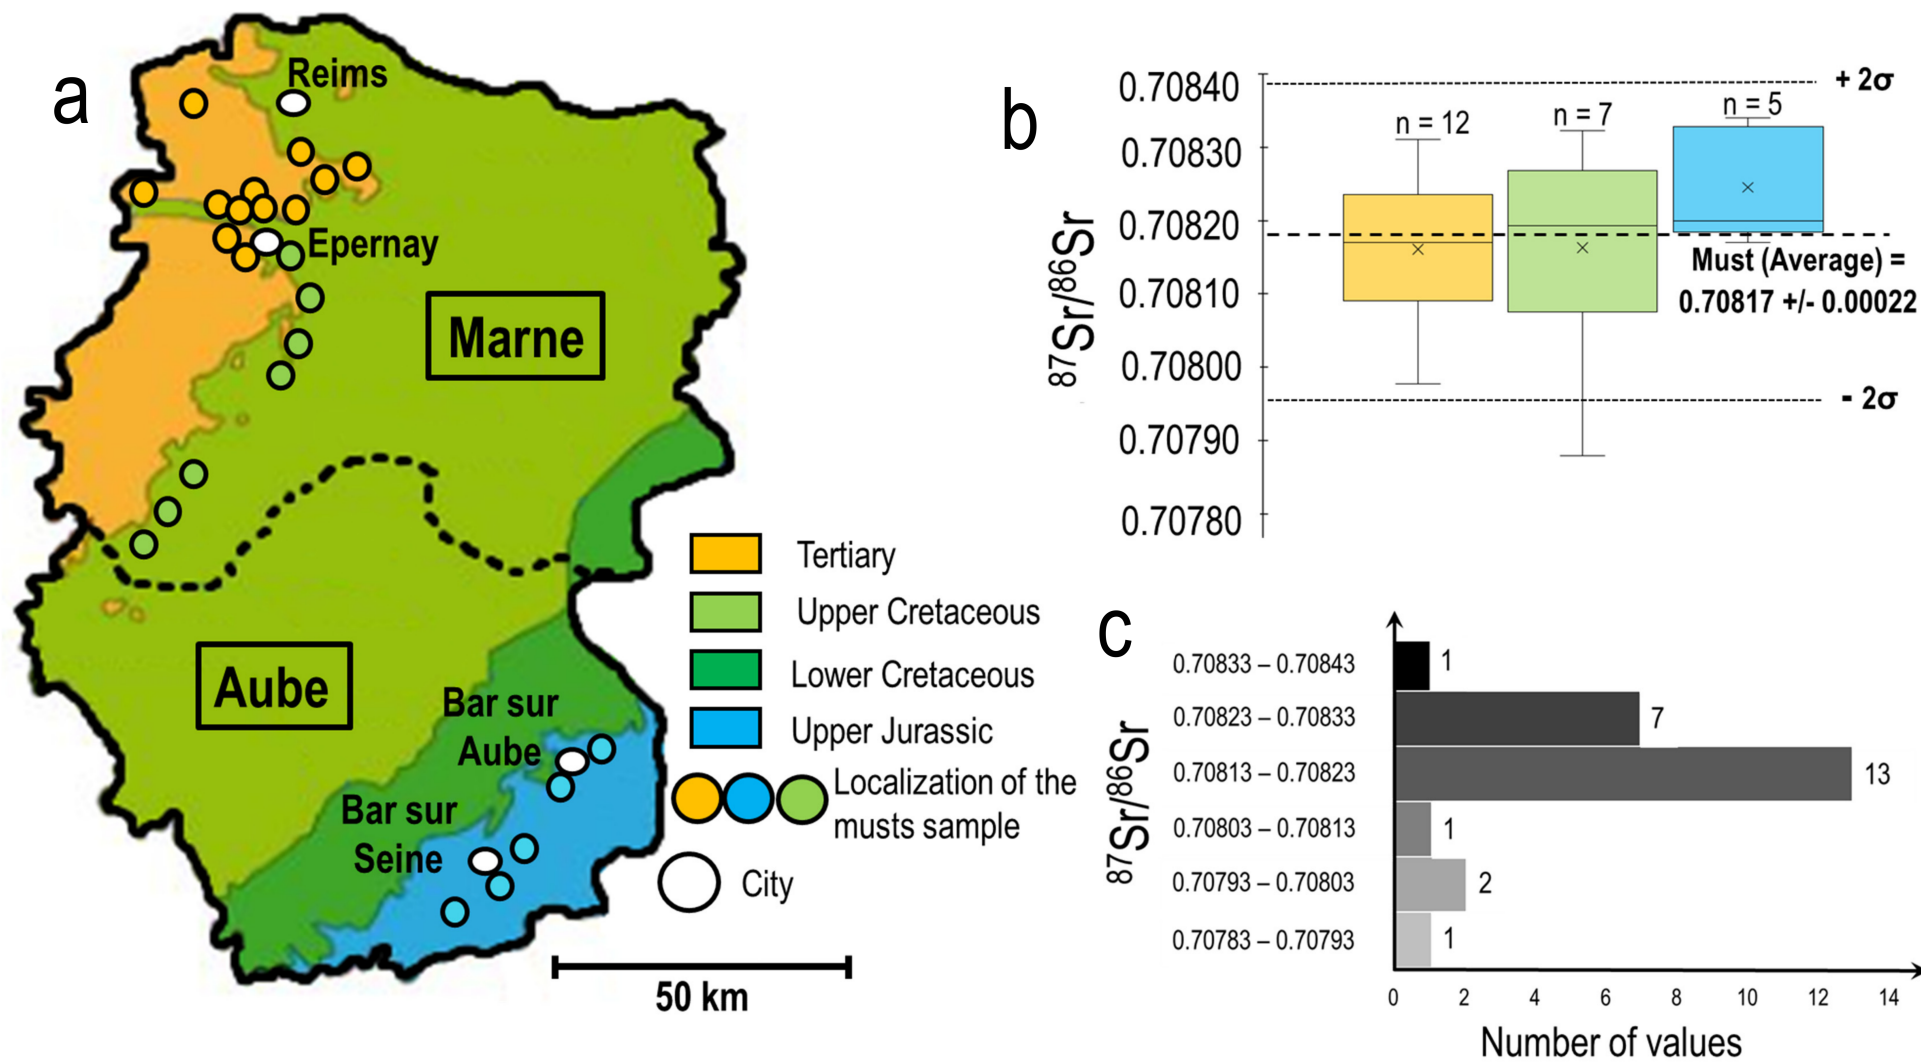 a
Reims
Epernay
Marne
Aube
Bar sur
Aube
Bar sur
Seine
Tertiary
Upper Cretaceous
Lower Cretaceous
Upper Jurassic
Localization of the
musts sample
City
50 km
b
⁸⁷Sr/⁸⁶Sr
0.70840
0.70830
0.70820
0.70810
0.70800
0.70790
0.70780
n = 12
n = 7
n = 5
+ 2σ
Must (Average) =
0.70817 +/- 0.00022
- 2σ
c
⁸⁷Sr/⁸⁶Sr
0.70833 – 0.70843
1
0.70823 – 0.70833
7
0.70813 – 0.70823
13
0.70803 – 0.70813
1
0.70793 – 0.70803
2
0.70783 – 0.70793
1
0 2 4 6 8 10 12 14
Number of values